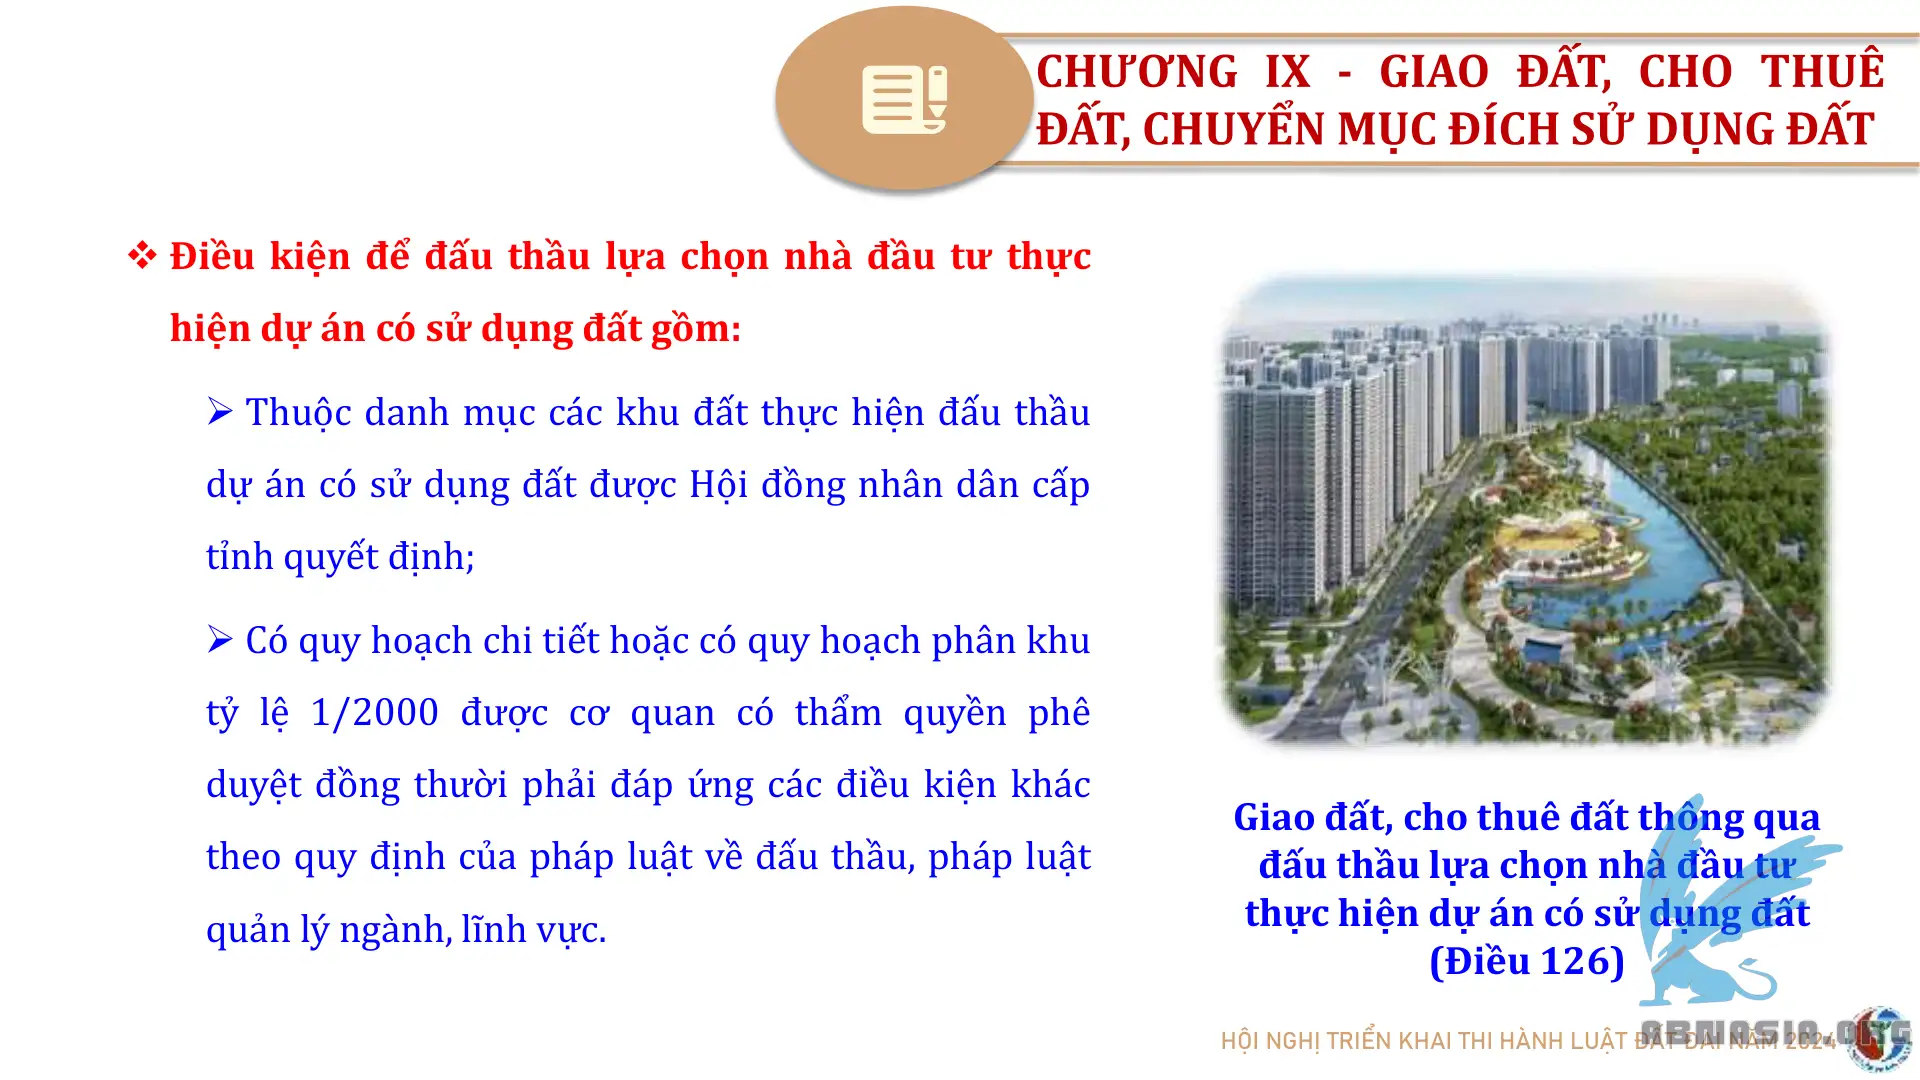 CHƯƠNG IX - GIAO ĐẤT, CHO THUÊ
ĐẤT, CHUYỂN MỤC ĐÍCH SỬ DỤNG ĐẤT
❖ Điều kiện để đấu thầu lựa chọn nhà đầu tư thực
hiện dự án có sử dụng đất gồm:
➢ Thuộc danh mục các khu đất thực hiện đấu thầu
dự án có sử dụng đất được Hội đồng nhân dân cấp
tỉnh quyết định;
➢ Có quy hoạch chi tiết hoặc có quy hoạch phân khu
tỷ lệ 1/2000 được cơ quan có thẩm quyền phê
duyệt đồng thười phải đáp ứng các điều kiện khác
theo quy định của pháp luật về đấu thầu, pháp luật
quản lý ngành, lĩnh vực.
Giao đất, cho thuê đất thông qua
đấu thầu lựa chọn nhà đầu tư
thực hiện dự án có sử dụng đất
(Điều 126)
HỘI NGHỊ TRIỂN KHAI THI HÀNH LUẬT ĐẤT ĐAI NĂM 2024
ABMASIA.ORG